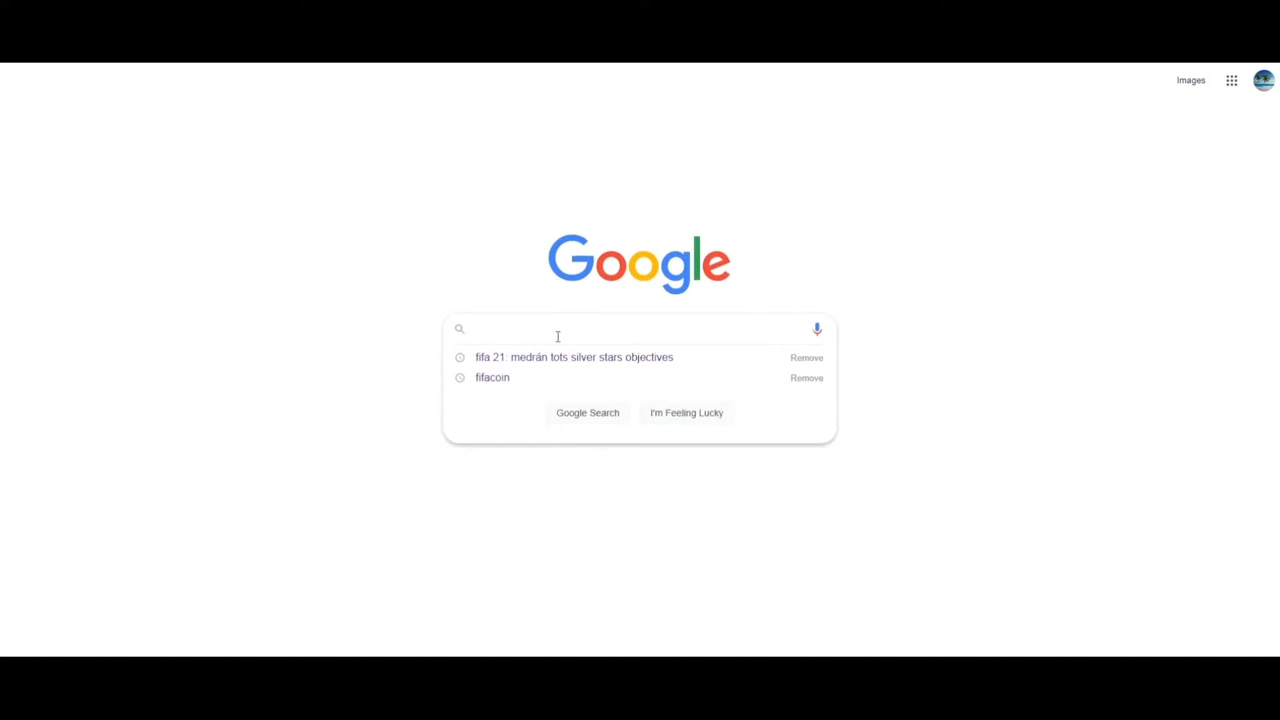 Images
Google
fifa 21: medrán tots silver stars objectives Remove
fifacoin Remove
Google Search I'm Feeling Lucky